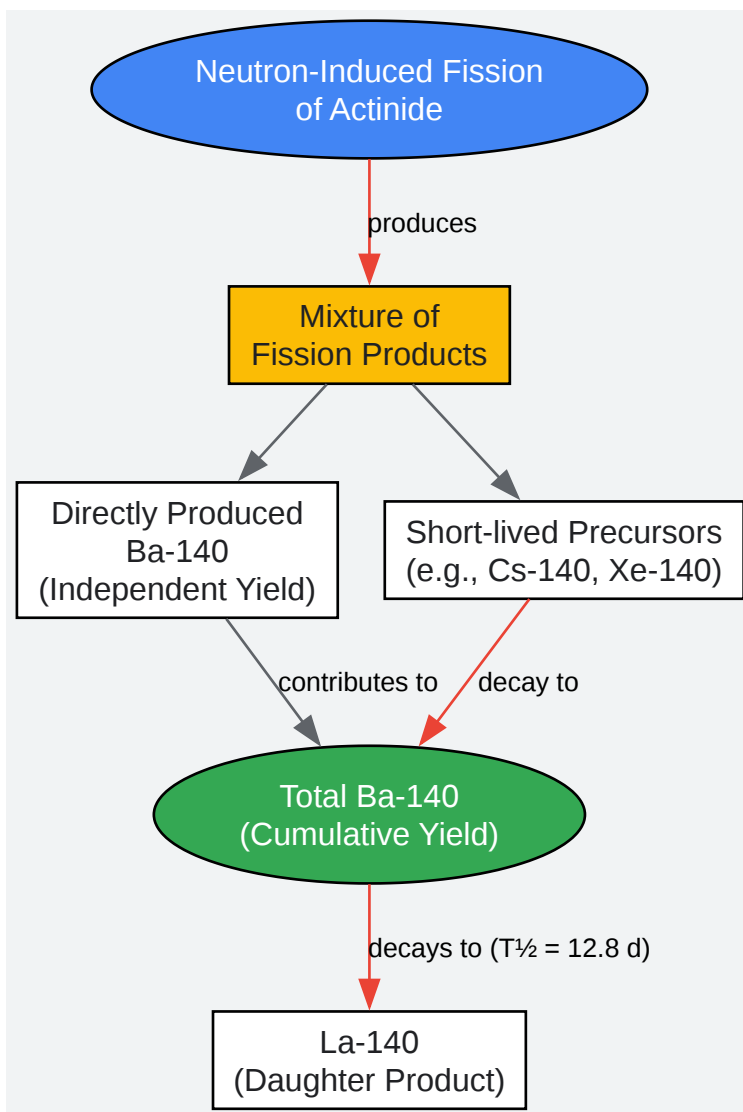 Neutron-Induced Fission
of Actinide
produces
Mixture of
Fission Products
Directly Produced
Ba-140
(Independent Yield)
Short-lived Precursors
(e.g., Cs-140, Xe-140)
contributes to
decay to
Total Ba-140
(Cumulative Yield)
decays to (T½ = 12.8 d)
La-140
(Daughter Product)